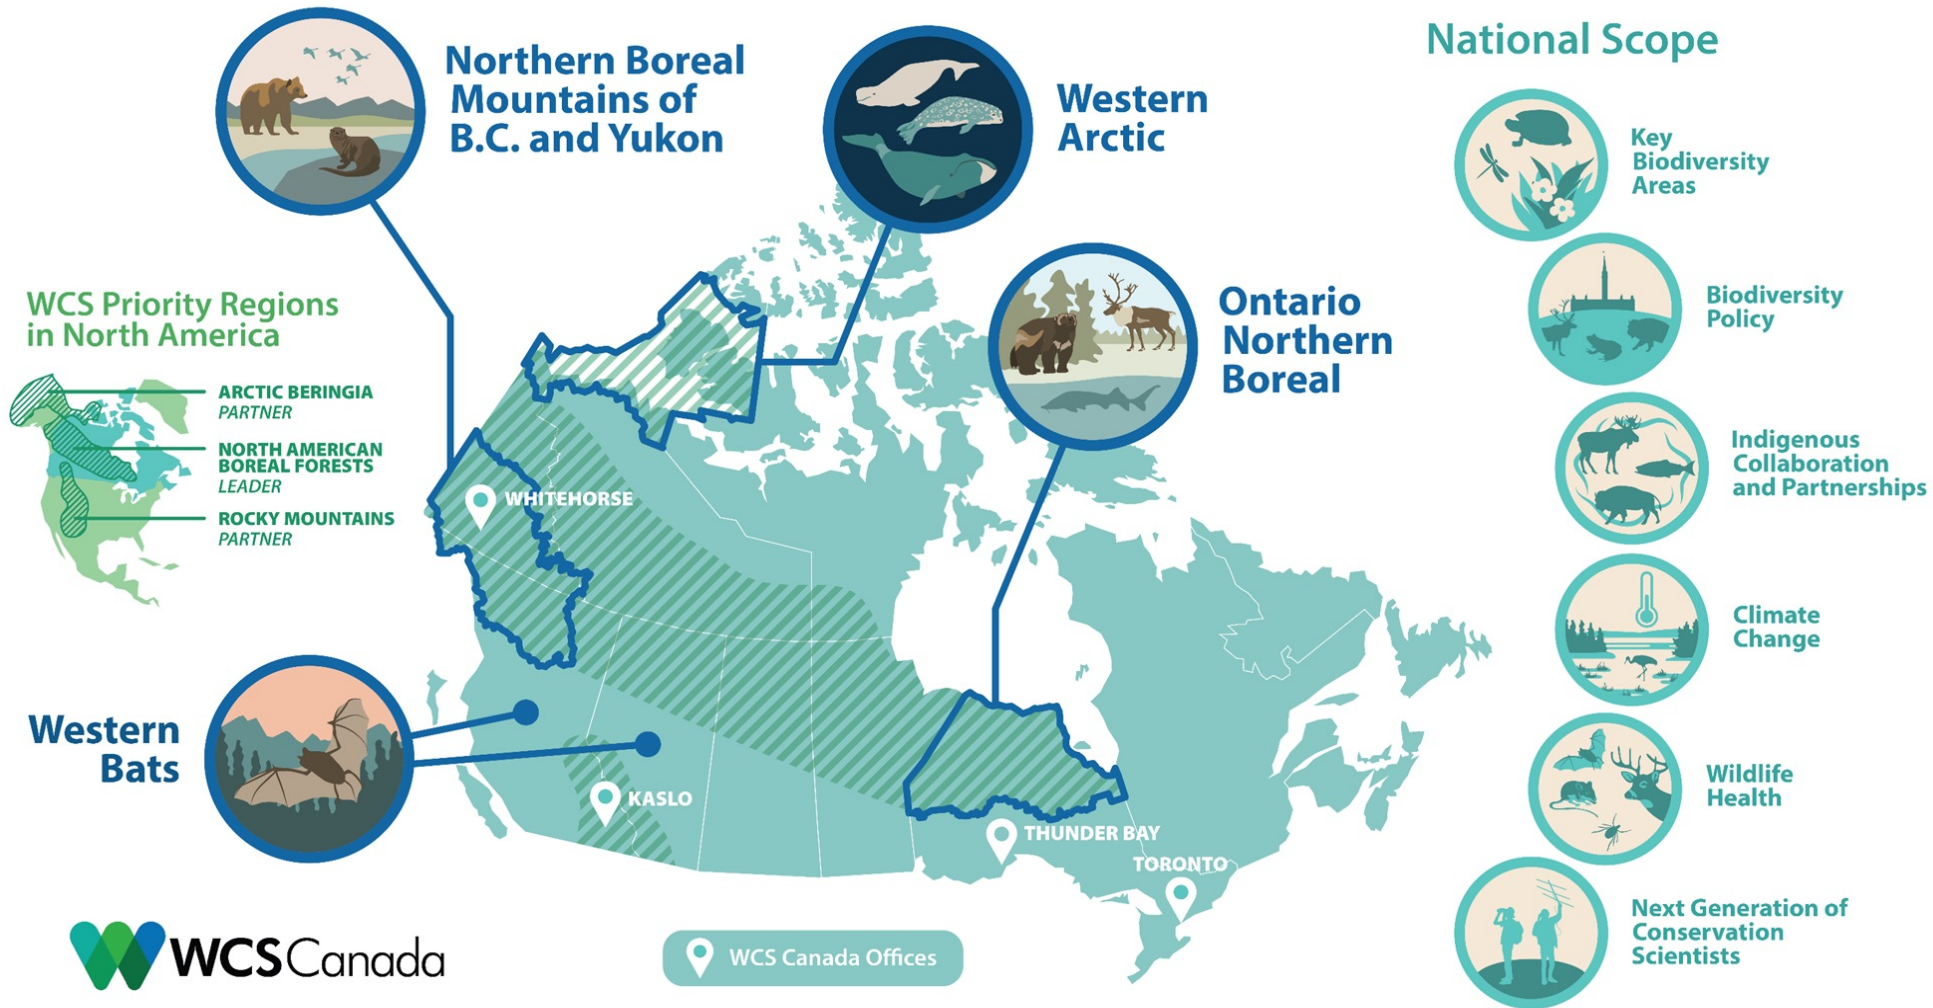 Northern Boreal
Mountains of
B.C. and Yukon
Western
Arctic
Ontario
Northern
Boreal
WCS Priority Regions
in North America
ARCTIC BERINGIA
PARTNER
NORTH AMERICAN
BOREAL FORESTS
LEADER
ROCKY MOUNTAINS
PARTNER
Western
Bats
WHITEHORSE
KASLO
THUNDER BAY
TORONTO
WCS Canada Offices
WCS Canada
National Scope
Key
Biodiversity
Areas
Biodiversity
Policy
Indigenous
Collaboration
and Partnerships
Climate
Change
Wildlife
Health
Next Generation of
Conservation
Scientists